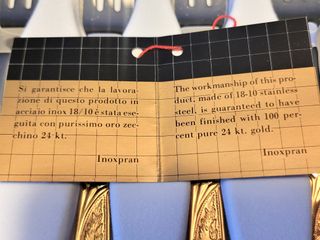 Si garantisce che la lavora-
zione di questo prodotto in
acciaio inox 18/10 è stata ese-
guita con purissimo oro zec-
chino 24 kt.
Inoxpran
The workmanship of this pro-
duct, made of 18-10 stainless
steel, is guaranteed to have
been finished with 100 per-
cent pure 24 kt. gold.
Inoxpran